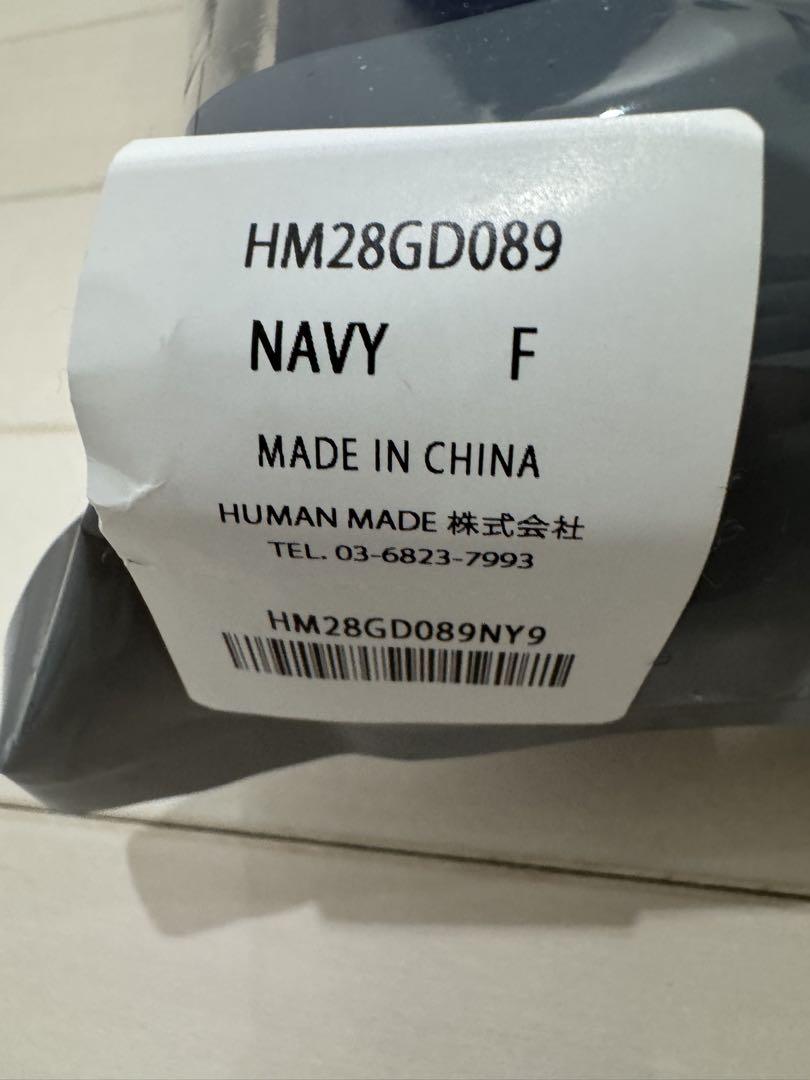 HM28GD089
NAVY F
MADE IN CHINA
HUMAN MADE 株式会社
TEL. 03-6823-7993
HM28GD089NY9